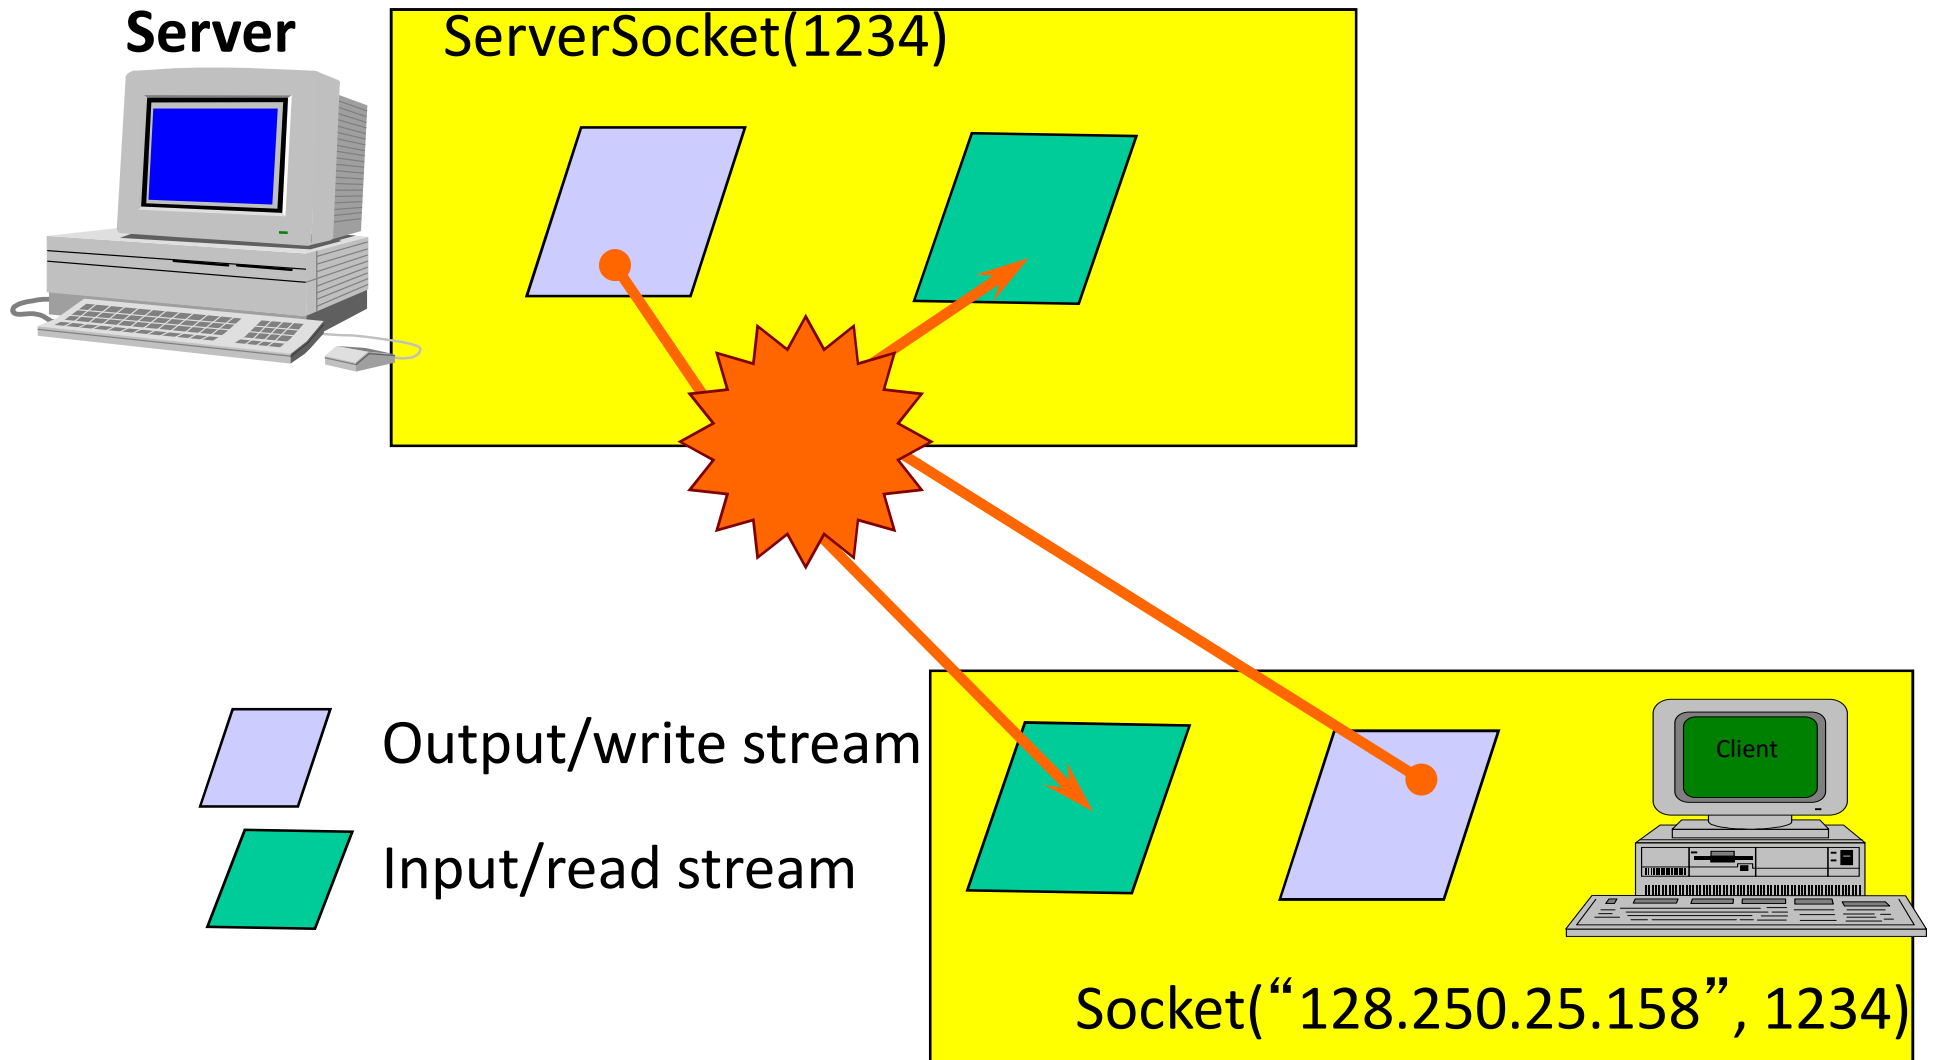 Server
ServerSocket(1234)
Output/write stream
Input/read stream
Client
Socket(“128.250.25.158”, 1234)